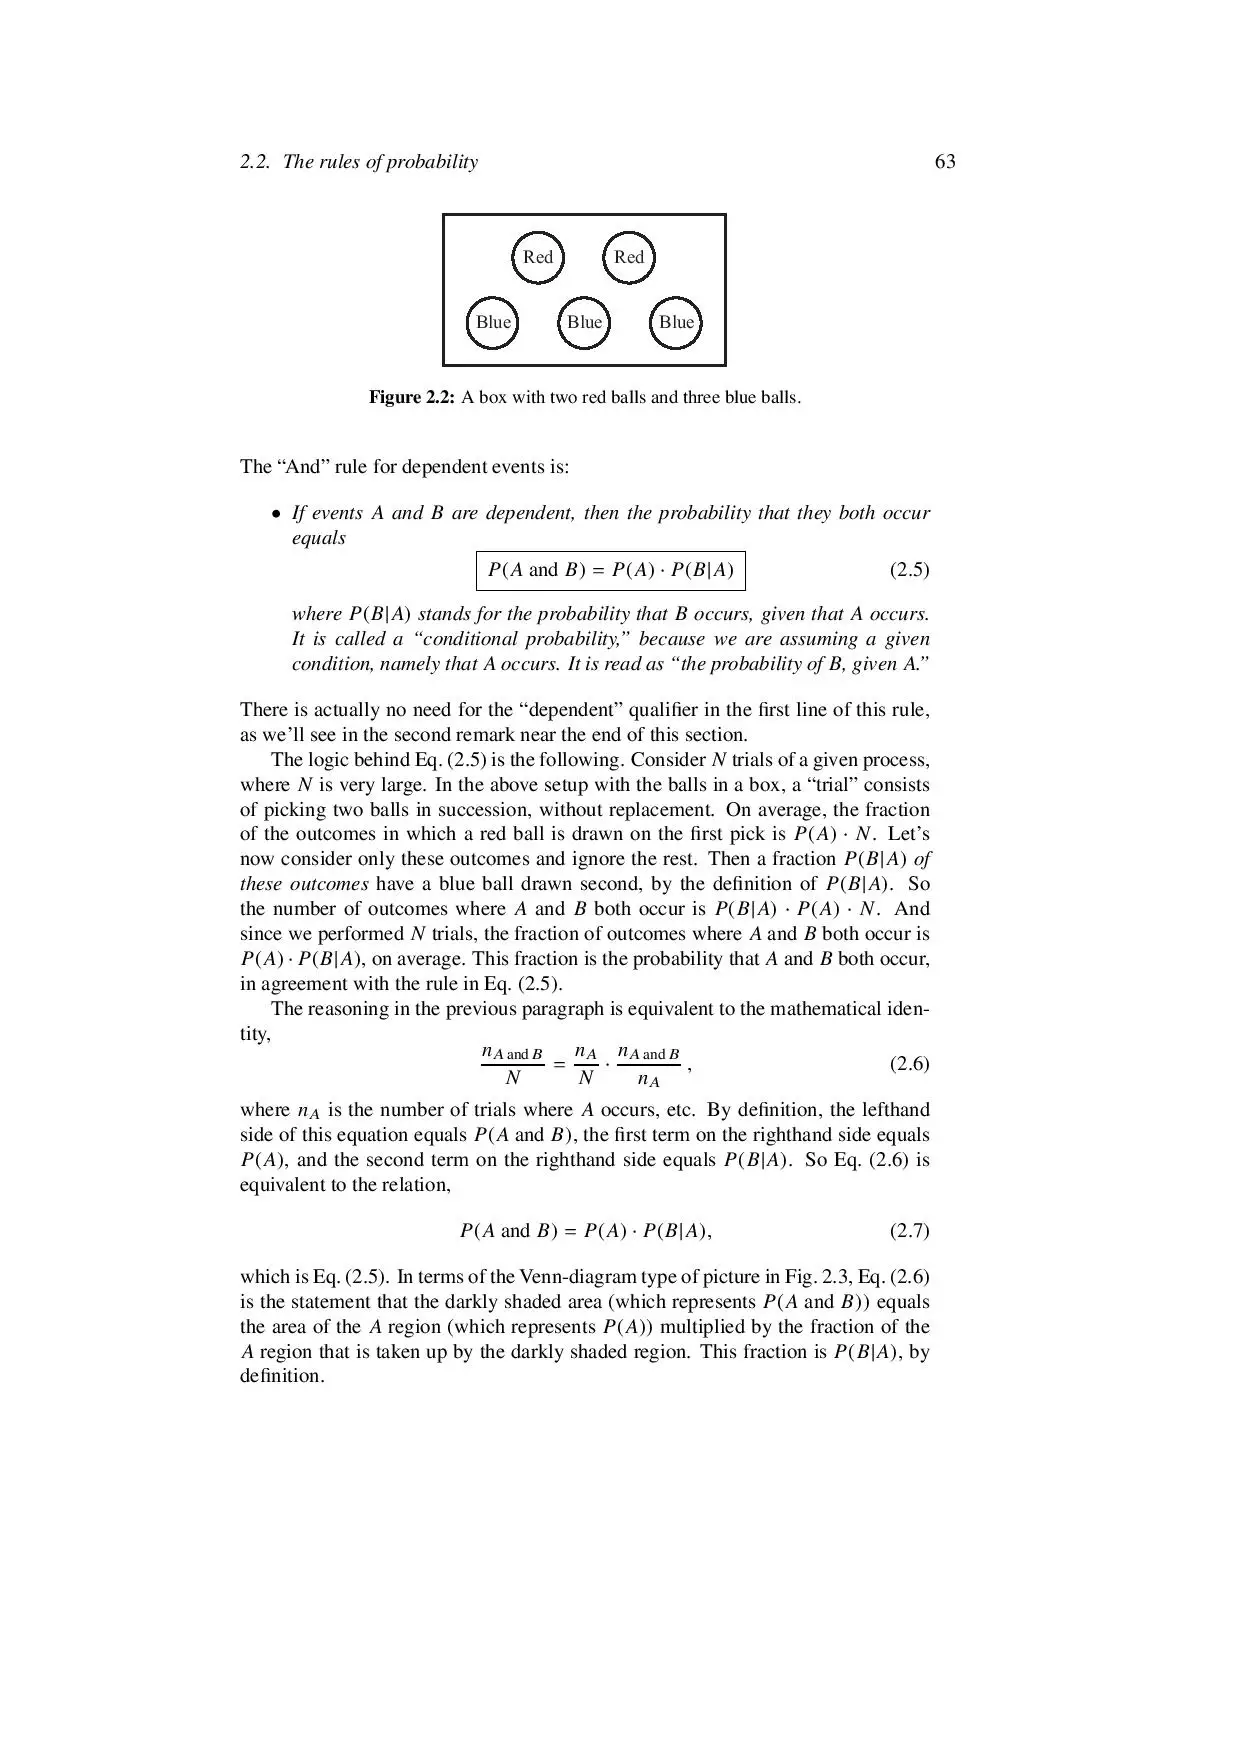 2.2. The rules of probability 63
Red Red
Blue Blue Blue
Figure 2.2: A box with two red balls and three blue balls.
The “And” rule for dependent events is:
• If events A and B are dependent, then the probability that they both occur
equals
P(A and B) = P(A) · P(B|A) (2.5)
where P(B|A) stands for the probability that B occurs, given that A occurs.
It is called a “conditional probability,” because we are assuming a given
condition, namely that A occurs. It is read as “the probability of B, given A.”
There is actually no need for the “dependent” qualifier in the first line of this rule,
as we’ll see in the second remark near the end of this section.
The logic behind Eq. (2.5) is the following. Consider N trials of a given process,
where N is very large. In the above setup with the balls in a box, a “trial” consists
of picking two balls in succession, without replacement. On average, the fraction
of the outcomes in which a red ball is drawn on the first pick is P(A) · N. Let’s
now consider only these outcomes and ignore the rest. Then a fraction P(B|A) of
these outcomes have a blue ball drawn second, by the definition of P(B|A). So
the number of outcomes where A and B both occur is P(B|A) · P(A) · N. And
since we performed N trials, the fraction of outcomes where A and B both occur is
P(A) · P(B|A), on average. This fraction is the probability that A and B both occur,
in agreement with the rule in Eq. (2.5).
The reasoning in the previous paragraph is equivalent to the mathematical iden-
tity,
n_{A and B}/N = n_A/N · n_{A and B}/n_A , (2.6)
where n_A is the number of trials where A occurs, etc. By definition, the lefthand
side of this equation equals P(A and B), the first term on the righthand side equals
P(A), and the second term on the righthand side equals P(B|A). So Eq. (2.6) is
equivalent to the relation,
P(A and B) = P(A) · P(B|A), (2.7)
which is Eq. (2.5). In terms of the Venn-diagram type of picture in Fig. 2.3, Eq. (2.6)
is the statement that the darkly shaded area (which represents P(A and B)) equals
the area of the A region (which represents P(A)) multiplied by the fraction of the
A region that is taken up by the darkly shaded region. This fraction is P(B|A), by
definition.